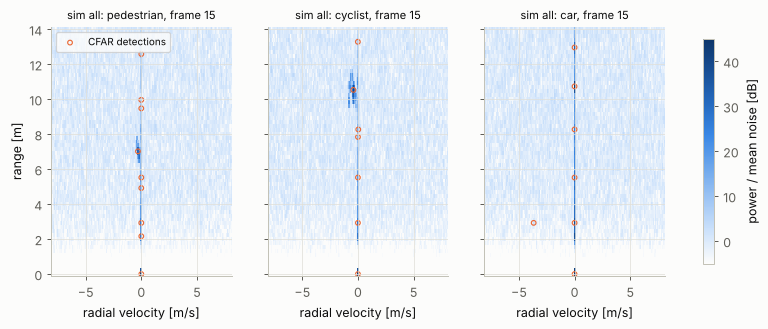 sim all: pedestrian, frame 15
sim all: cyclist, frame 15
sim all: car, frame 15
CFAR detections
14
12
10
8
6
4
2
0
range [m]
−5 0 5
−5 0 5
−5 0 5
radial velocity [m/s]
radial velocity [m/s]
radial velocity [m/s]
40
30
20
10
0
power / mean noise [dB]